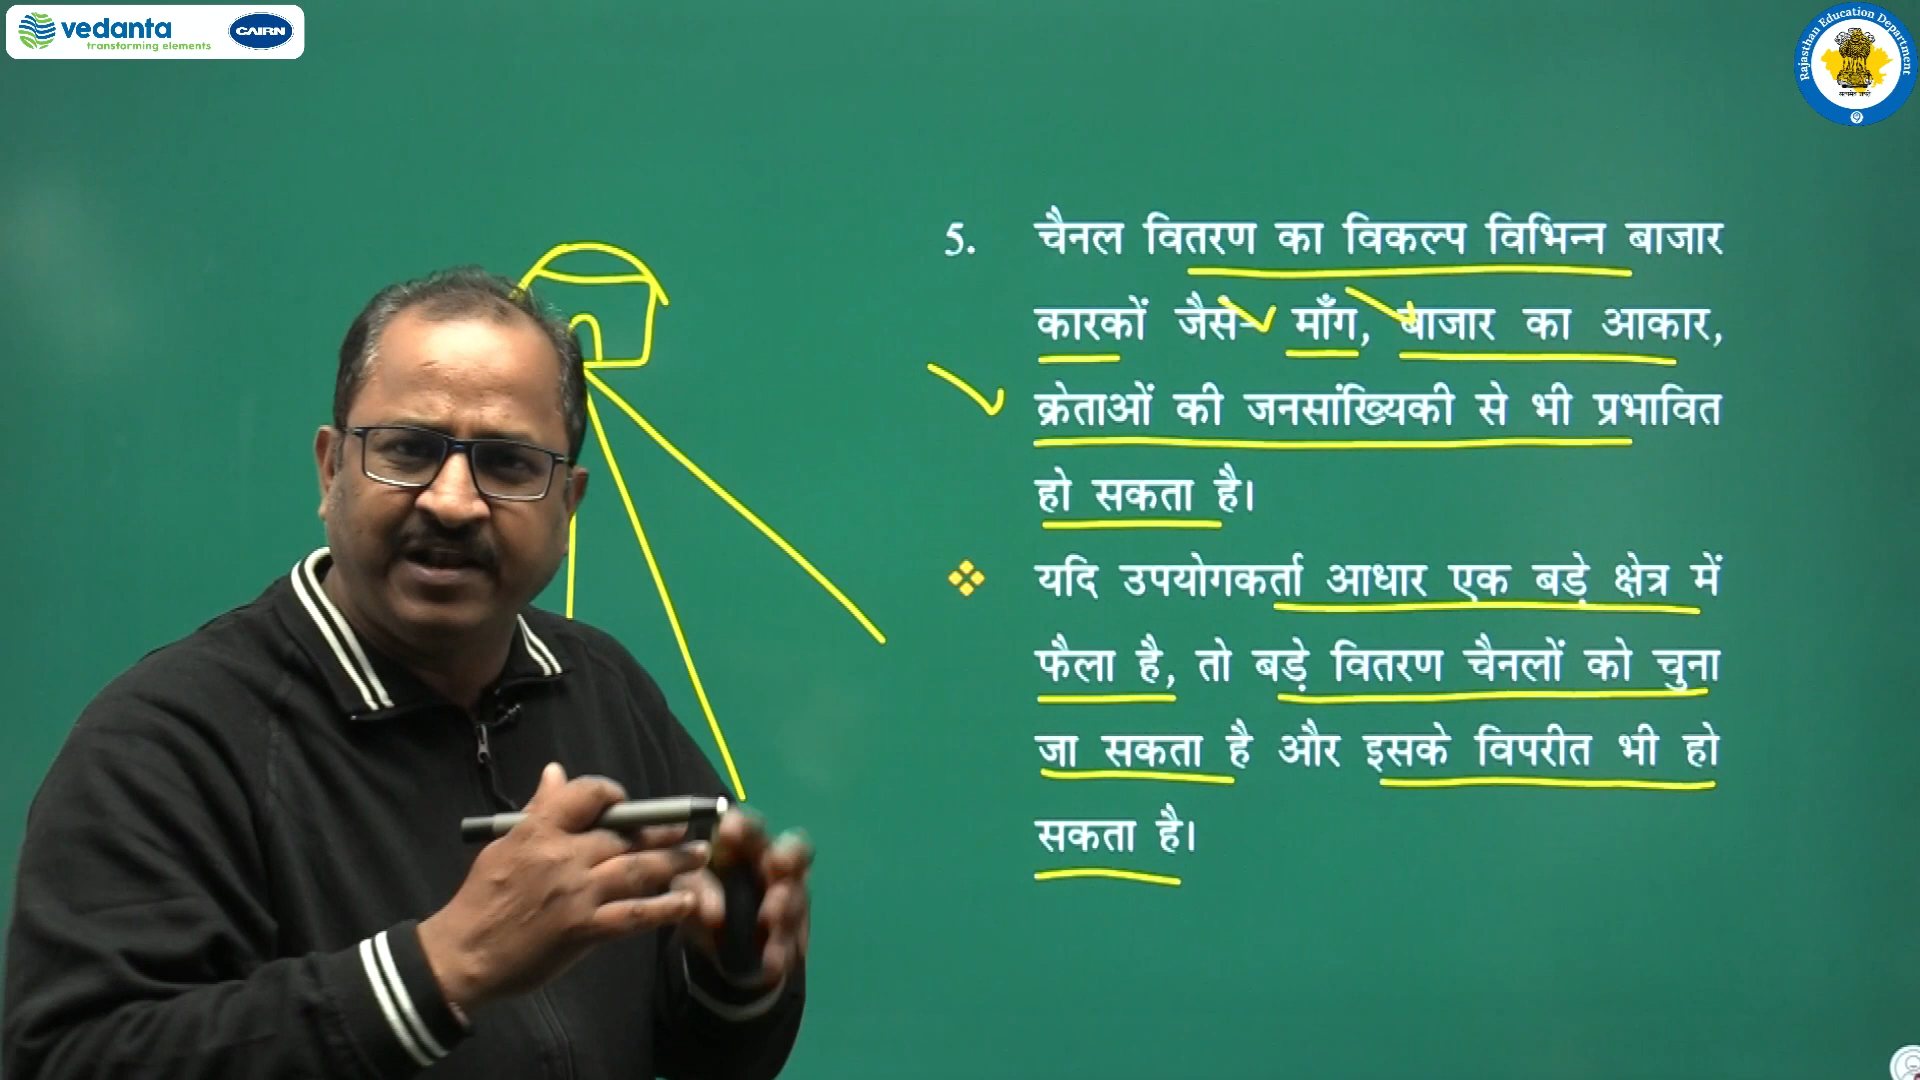 vedanta
transforming elements
CAIRN
Rajasthan Education Department
5. चैनल वितरण का विकल्प विभिन्न बाजार
कारकों जैसे- माँग, बाजार का आकार,
क्रेताओं की जनसांख्यिकी से भी प्रभावित
हो सकता है।
यदि उपयोगकर्ता आधार एक बड़े क्षेत्र में
फैला है, तो बड़े वितरण चैनलों को चुना
जा सकता है और इसके विपरीत भी हो
सकता है।